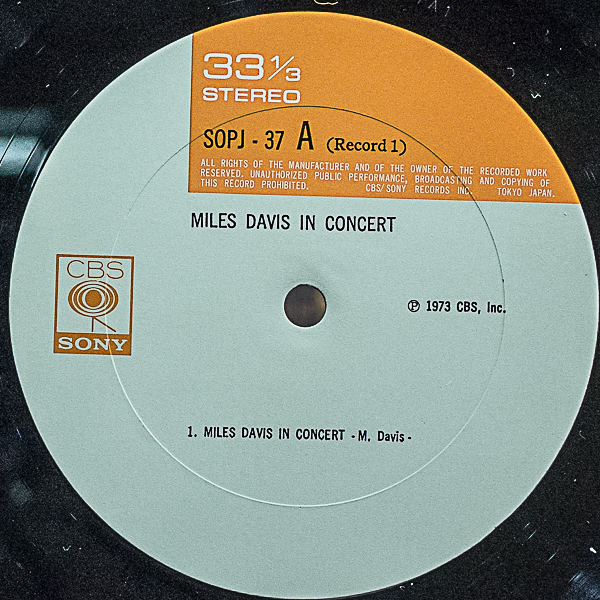 33 1/3
STEREO
SOPJ - 37 A (Record 1)
ALL RIGHTS OF THE MANUFACTURER AND OF THE OWNER OF THE RECORDED WORK
RESERVED. UNAUTHORIZED PUBLIC PERFORMANCE, BROADCASTING AND COPYING OF
THIS RECORD PROHIBITED. CBS/SONY RECORDS INC. TOKYO JAPAN.
MILES DAVIS IN CONCERT
CBS
SONY
℗ 1973 CBS, Inc.
1. MILES DAVIS IN CONCERT - M. Davis -